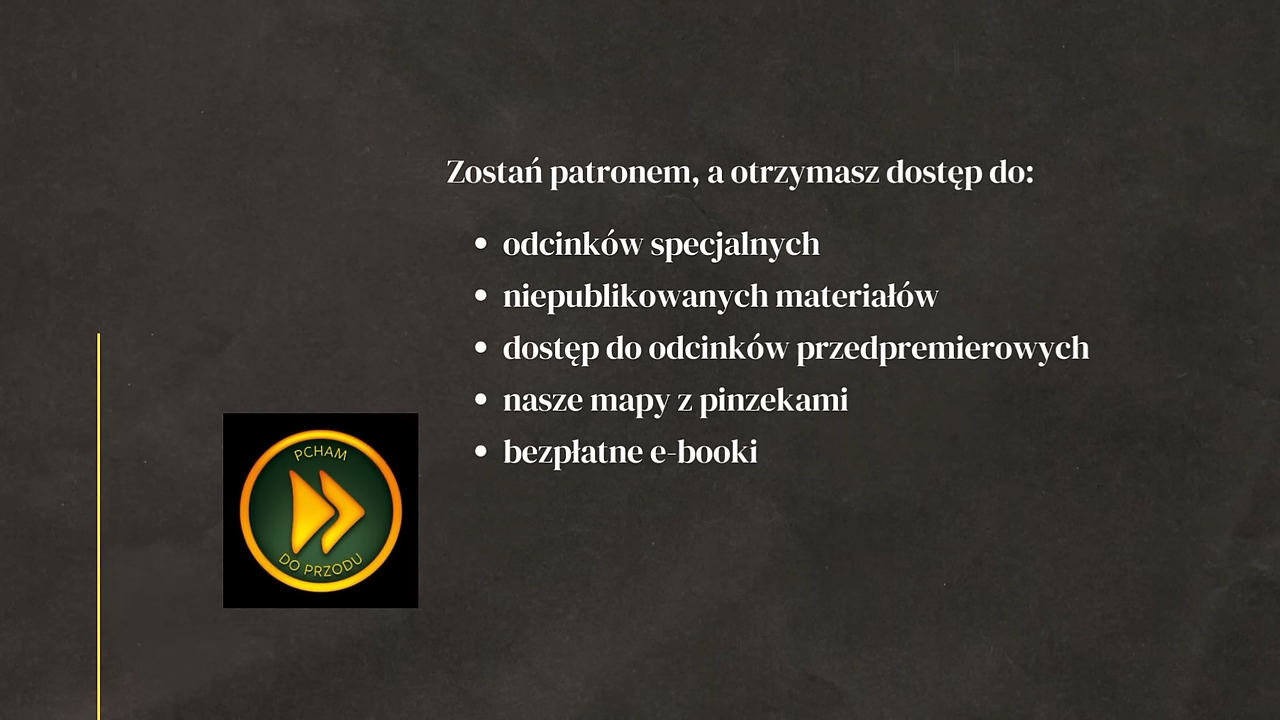 Zostań patronem, a otrzymasz dostęp do:
odcinków specjalnych
niepublikowanych materiałów
dostęp do odcinków przedpremierowych
nasze mapy z pinzekami
bezpłatne e-booki
PCHAM
DO PRZODU